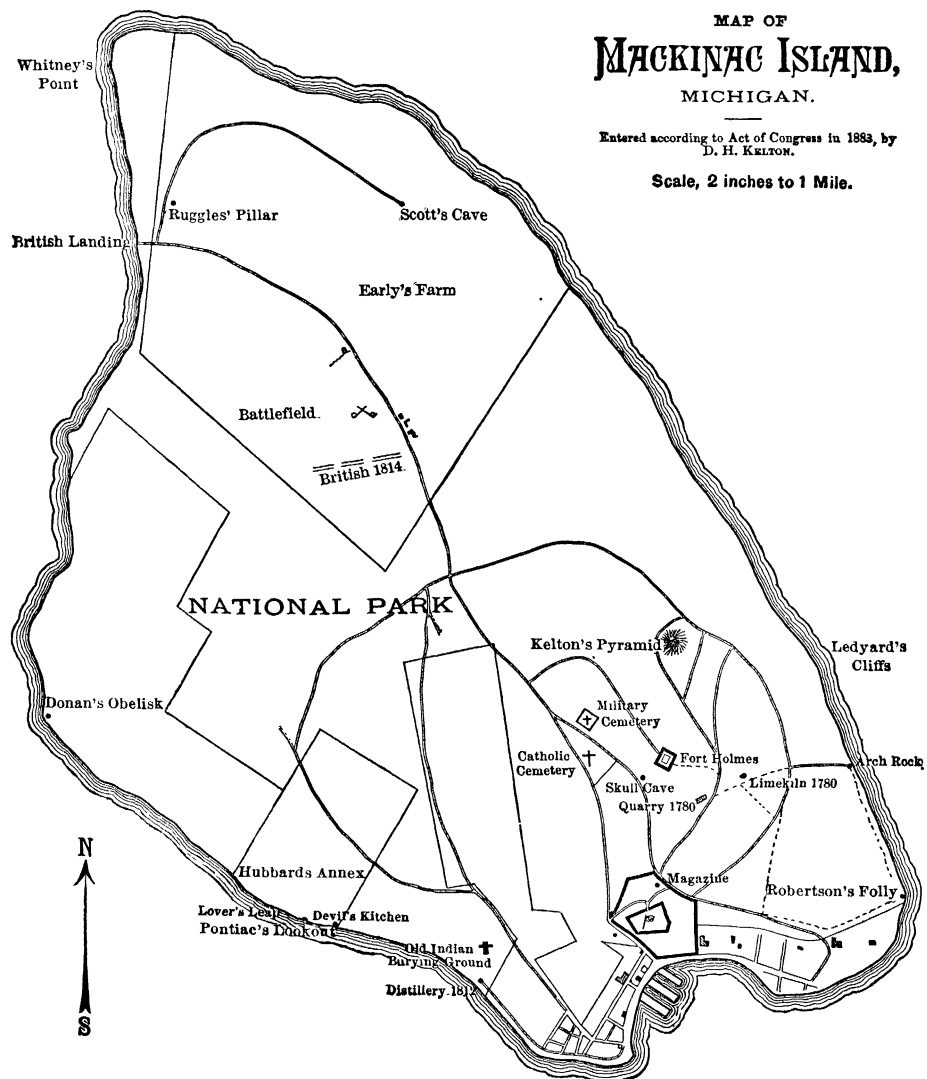 MAP OF
MACKINAC ISLAND,
MICHIGAN.
Entered according to Act of Congress in 1883, by
D. H. KELTON.
Scale, 2 inches to 1 Mile.
Whitney's
Point
Ruggles' Pillar
Scott's Cave
British Landing
Early's Farm
Battlefield.
British 1814.
NATIONAL PARK
Kelton's Pyramid
Ledyard's
Cliffs
Donan's Obelisk
Military
Cemetery
Catholic
Cemetery
Fort Holmes
Arch Rock
Skull Cave
Limekiln 1780
Quarry 1780
N
Hubbards Annex
Magazine
Robertson's Folly
Lover's Leap
Devil's Kitchen
Pontiac's Lookout
Old Indian
Burying Ground
Distillery 1812
S